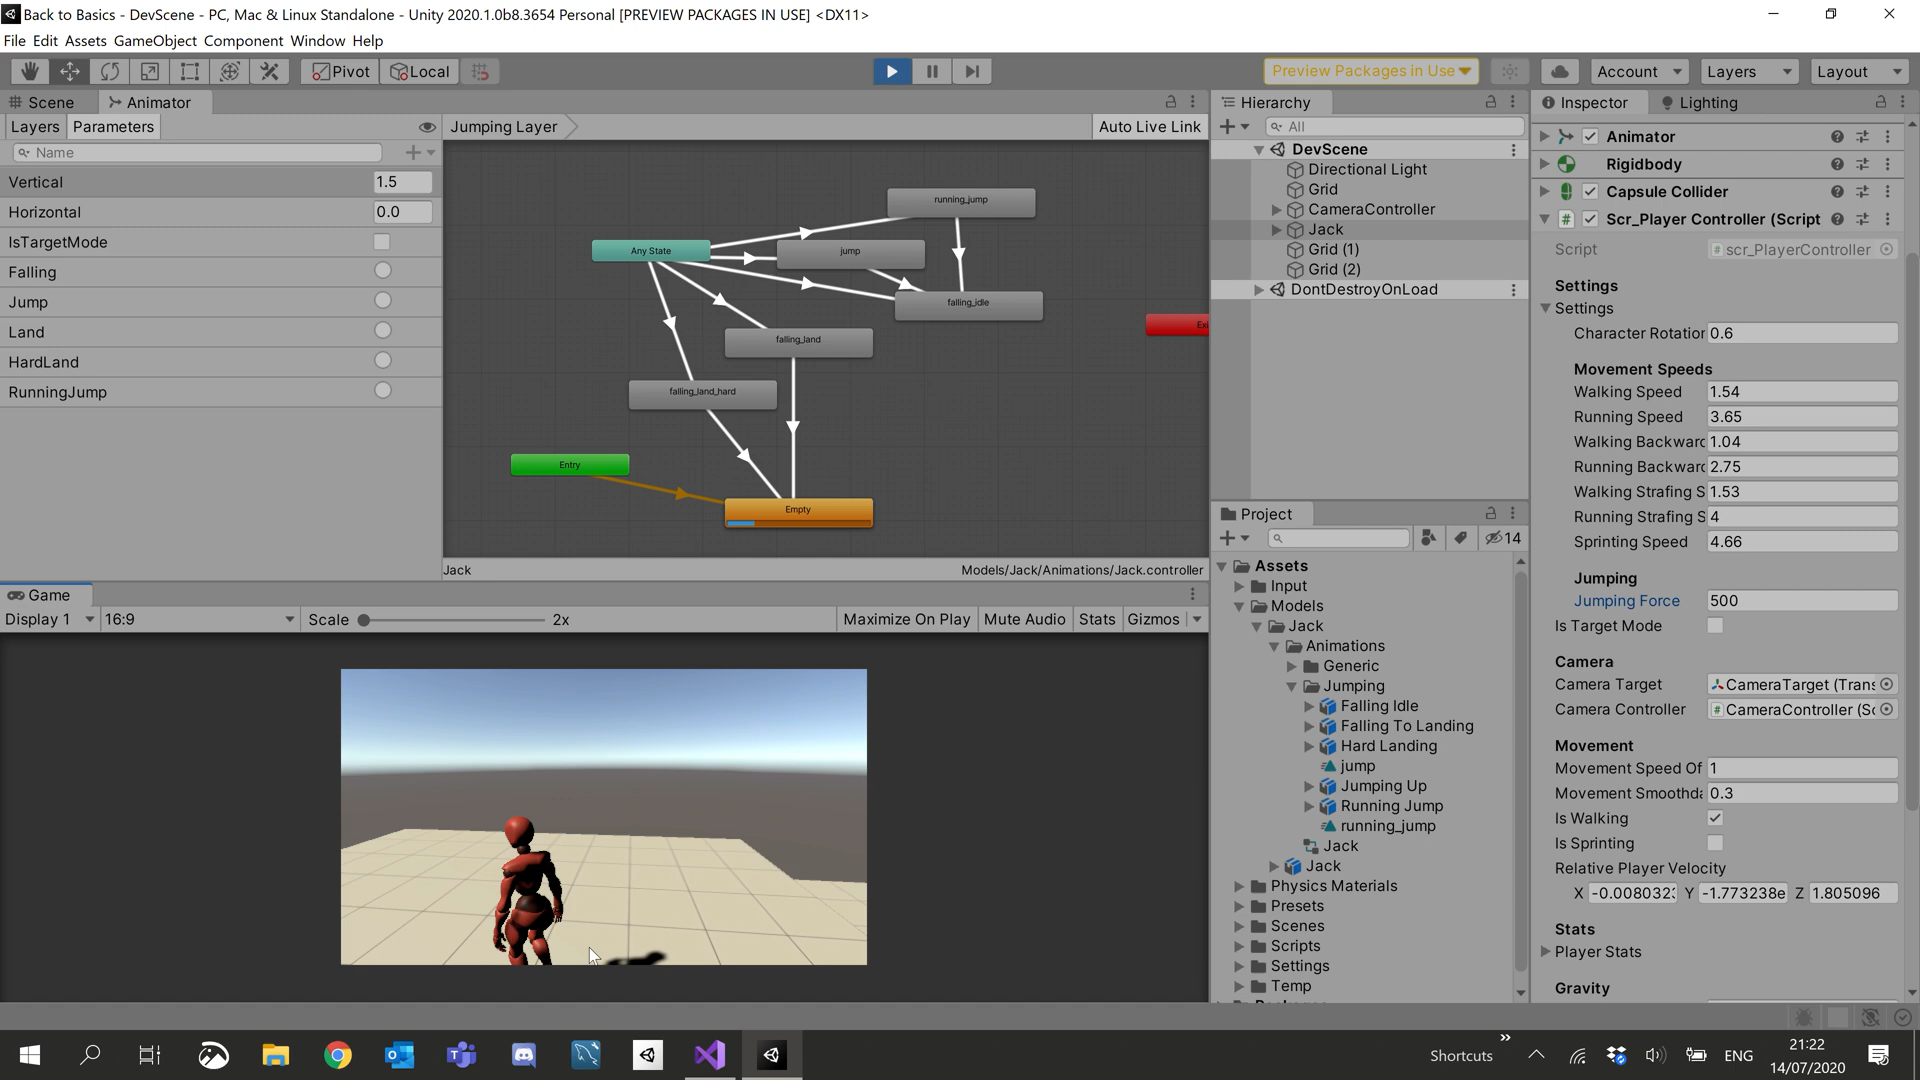 Back to Basics - DevScene - PC, Mac & Linux Standalone - Unity 2020.1.0b8.3654 Personal [PREVIEW PACKAGES IN USE] <DX11>
File Edit Assets GameObject Component Window Help
Pivot Local Preview Packages in Use Account Layers Layout
Scene Animator
Layers Parameters
Name
Vertical 1.5
Horizontal 0.0
IsTargetMode
Falling
Jump
Land
HardLand
RunningJump
Jumping Layer Auto Live Link
running_jump
Any State
jump
falling_idle
Exi
falling_land
falling_land_hard
Entry
Empty
Jack Models/Jack/Animations/Jack.controller
Game
Display 1 16:9 Scale 2x Maximize On Play Mute Audio Stats Gizmos
Hierarchy
All
DevScene
Directional Light
Grid
CameraController
Jack
Grid (1)
Grid (2)
DontDestroyOnLoad
Project
14
Assets
Input
Models
Jack
Animations
Generic
Jumping
Falling Idle
Falling To Landing
Hard Landing
jump
Jumping Up
Running Jump
running_jump
Jack
Jack
Physics Materials
Presets
Scenes
Scripts
Settings
Temp
Inspector Lighting
Animator
Rigidbody
Capsule Collider
# Scr_Player Controller (Script
Script # scr_PlayerController
Settings
Settings
Character Rotation 0.6
Movement Speeds
Walking Speed 1.54
Running Speed 3.65
Walking Backward 1.04
Running Backward 2.75
Walking Strafing S 1.53
Running Strafing S 4
Sprinting Speed 4.66
Jumping
Jumping Force 500
Is Target Mode
Camera
Camera Target CameraTarget (Trans
Camera Controller # CameraController (Sc
Movement
Movement Speed Of 1
Movement Smoothda 0.3
Is Walking
Is Sprinting
Relative Player Velocity
X -0.0080323 Y -1.773238e Z 1.805096
Stats
Player Stats
Gravity
Shortcuts » ENG 21:22
14/07/2020